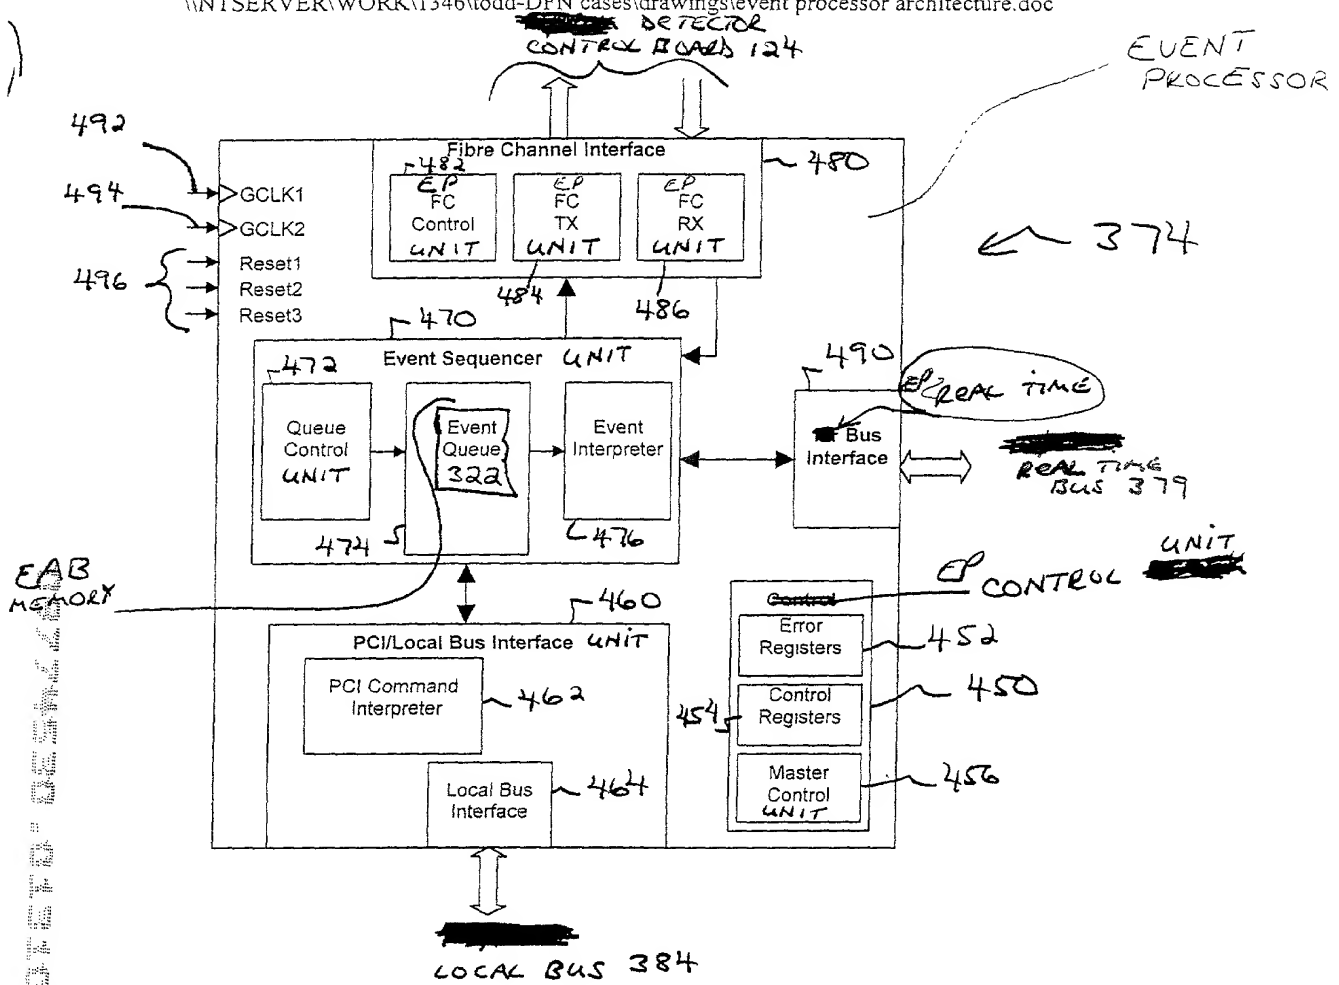 \\NTSERVER\WORK\1346\todd-DPN cases\drawings\event processor architecture.doc
DETECTOR
CONTROL BOARD 124
EVENT
PROCESSOR
492
494
496
GCLK1
GCLK2
Reset1
Reset2
Reset3
Fibre Channel Interface
480
482
EP
FC
Control
UNIT
EP
FC
TX
UNIT
EP
FC
RX
UNIT
484
486
374
470
Event Sequencer UNIT
472
Queue
Control
UNIT
Event
Queue
322
Event
Interpreter
474
476
490
EP REAL TIME
Bus
Interface
REAL TIME
BUS 379
EAB
MEMORY
460
PCI/Local Bus Interface UNIT
PCI Command
Interpreter
462
Local Bus
Interface
464
EP CONTROL UNIT
Control
Error
Registers
452
Control
Registers
454
450
Master
Control
UNIT
456
LOCAL BUS 384